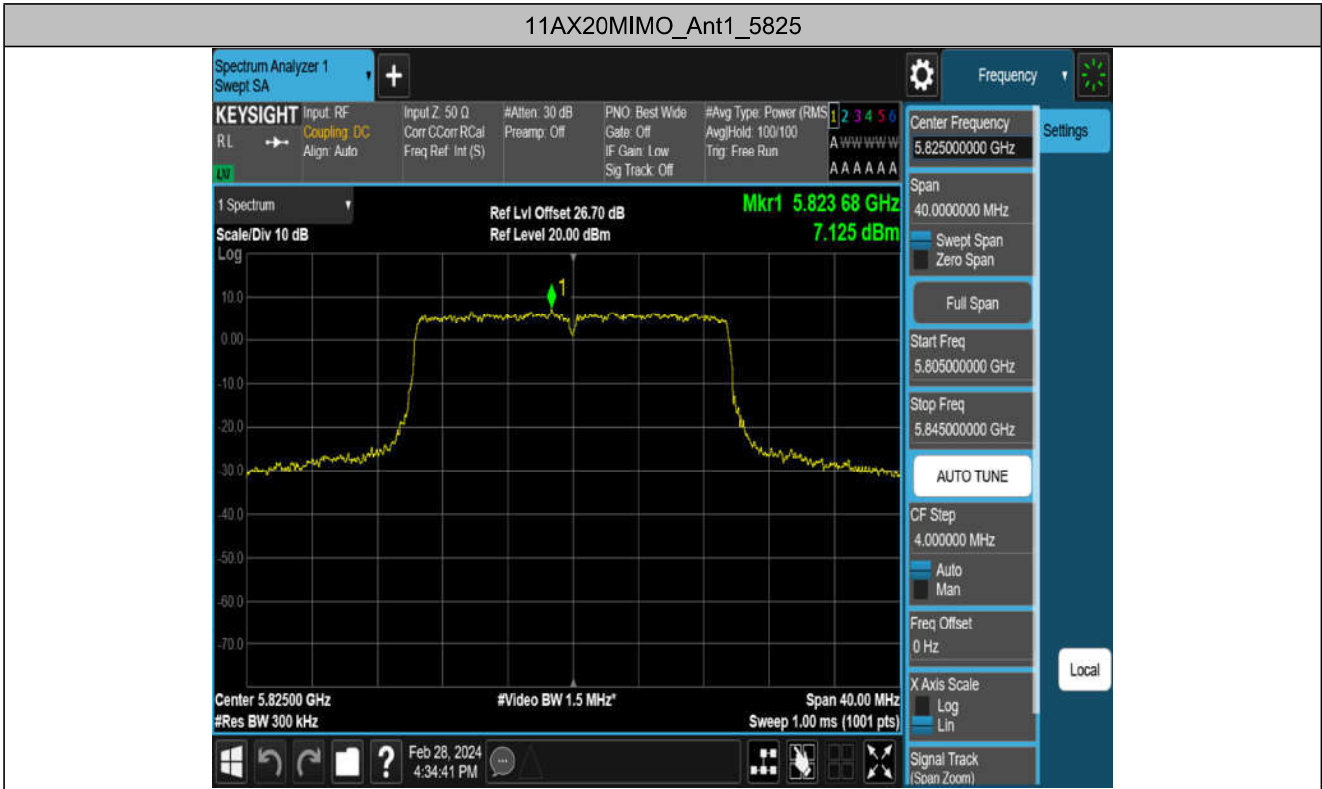 11AX20MIMO_Ant1_5825
Spectrum Analyzer 1
Swept SA
+
Frequency
KEYSIGHT
RL
LXI
Input: RF
Coupling: DC
Align: Auto
Input Z: 50 Ω
Corr CCorr RCal
Freq Ref: Int (S)
#Atten: 30 dB
Preamp: Off
PNO: Best Wide
Gate: Off
IF Gain: Low
Sig Track: Off
#Avg Type: Power (RMS
Avg|Hold: 100/100
Trig: Free Run
1 2 3 4 5 6
A W W W W W
A A A A A A
1 Spectrum
Scale/Div 10 dB
Log
Ref Lvl Offset 26.70 dB
Ref Level 20.00 dBm
Mkr1 5.823 68 GHz
7.125 dBm
1
10.0
0.00
-10.0
-20.0
-30.0
-40.0
-50.0
-60.0
-70.0
Center 5.82500 GHz
#Res BW 300 kHz
#Video BW 1.5 MHz*
Span 40.00 MHz
Sweep 1.00 ms (1001 pts)
?
Feb 28, 2024
4:34:41 PM
Center Frequency
5.825000000 GHz
Settings
Span
40.0000000 MHz
Swept Span
Zero Span
Full Span
Start Freq
5.805000000 GHz
Stop Freq
5.845000000 GHz
AUTO TUNE
CF Step
4.000000 MHz
Auto
Man
Freq Offset
0 Hz
Local
X Axis Scale
Log
Lin
Signal Track
(Span Zoom)